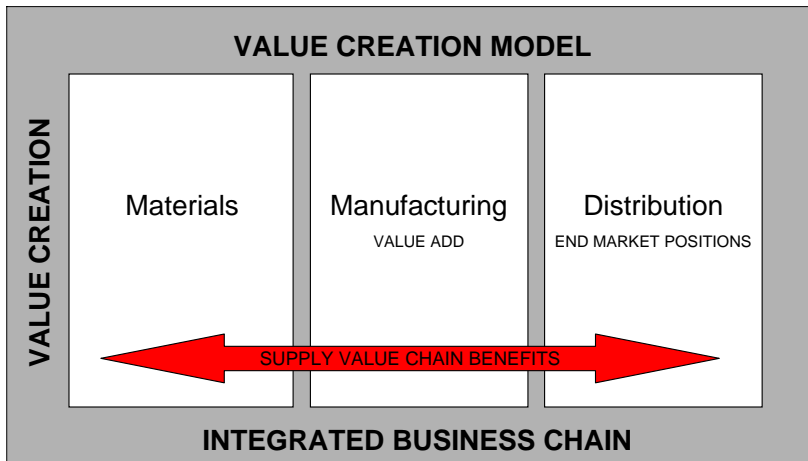 VALUE CREATION MODEL
VALUE CREATION
Materials
Manufacturing
VALUE ADD
Distribution
END MARKET POSITIONS
SUPPLY VALUE CHAIN BENEFITS
INTEGRATED BUSINESS CHAIN